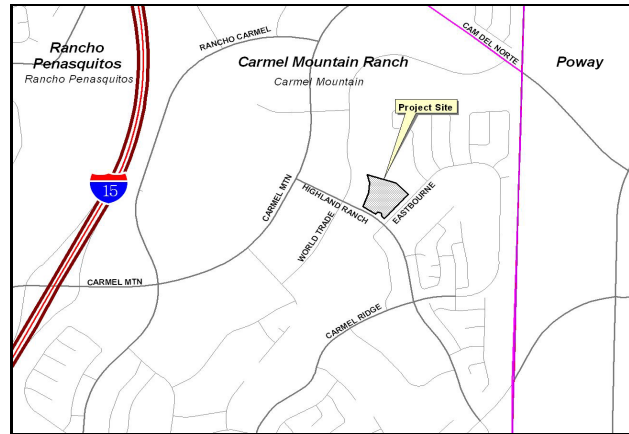 Rancho
Penasquitos
Rancho Penasquitos
RANCHO CARMEL
Carmel Mountain Ranch
Carmel Mountain
CAM DEL NORTE
Poway
Project Site
15
CARMEL MTN
HIGHLAND RANCH
EASTBOURNE
WORLD TRADE
CARMEL MTN
CARMEL RIDGE